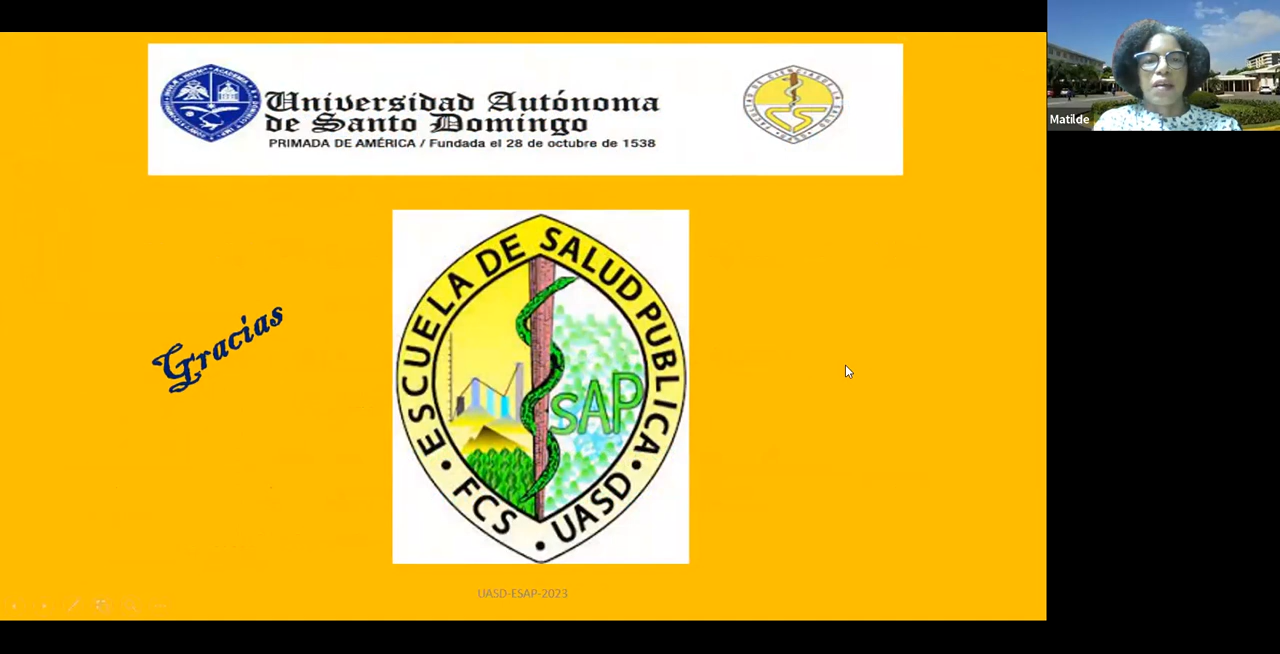 Universidad Autónoma
de Santo Domingo
PRIMADA DE AMÉRICA / Fundada el 28 de octubre de 1538
Matilde
Gracias
ESCUELA DE SALUD PUBLICA
sAP
• FCS • UASD •
UASD-ESAP-2023